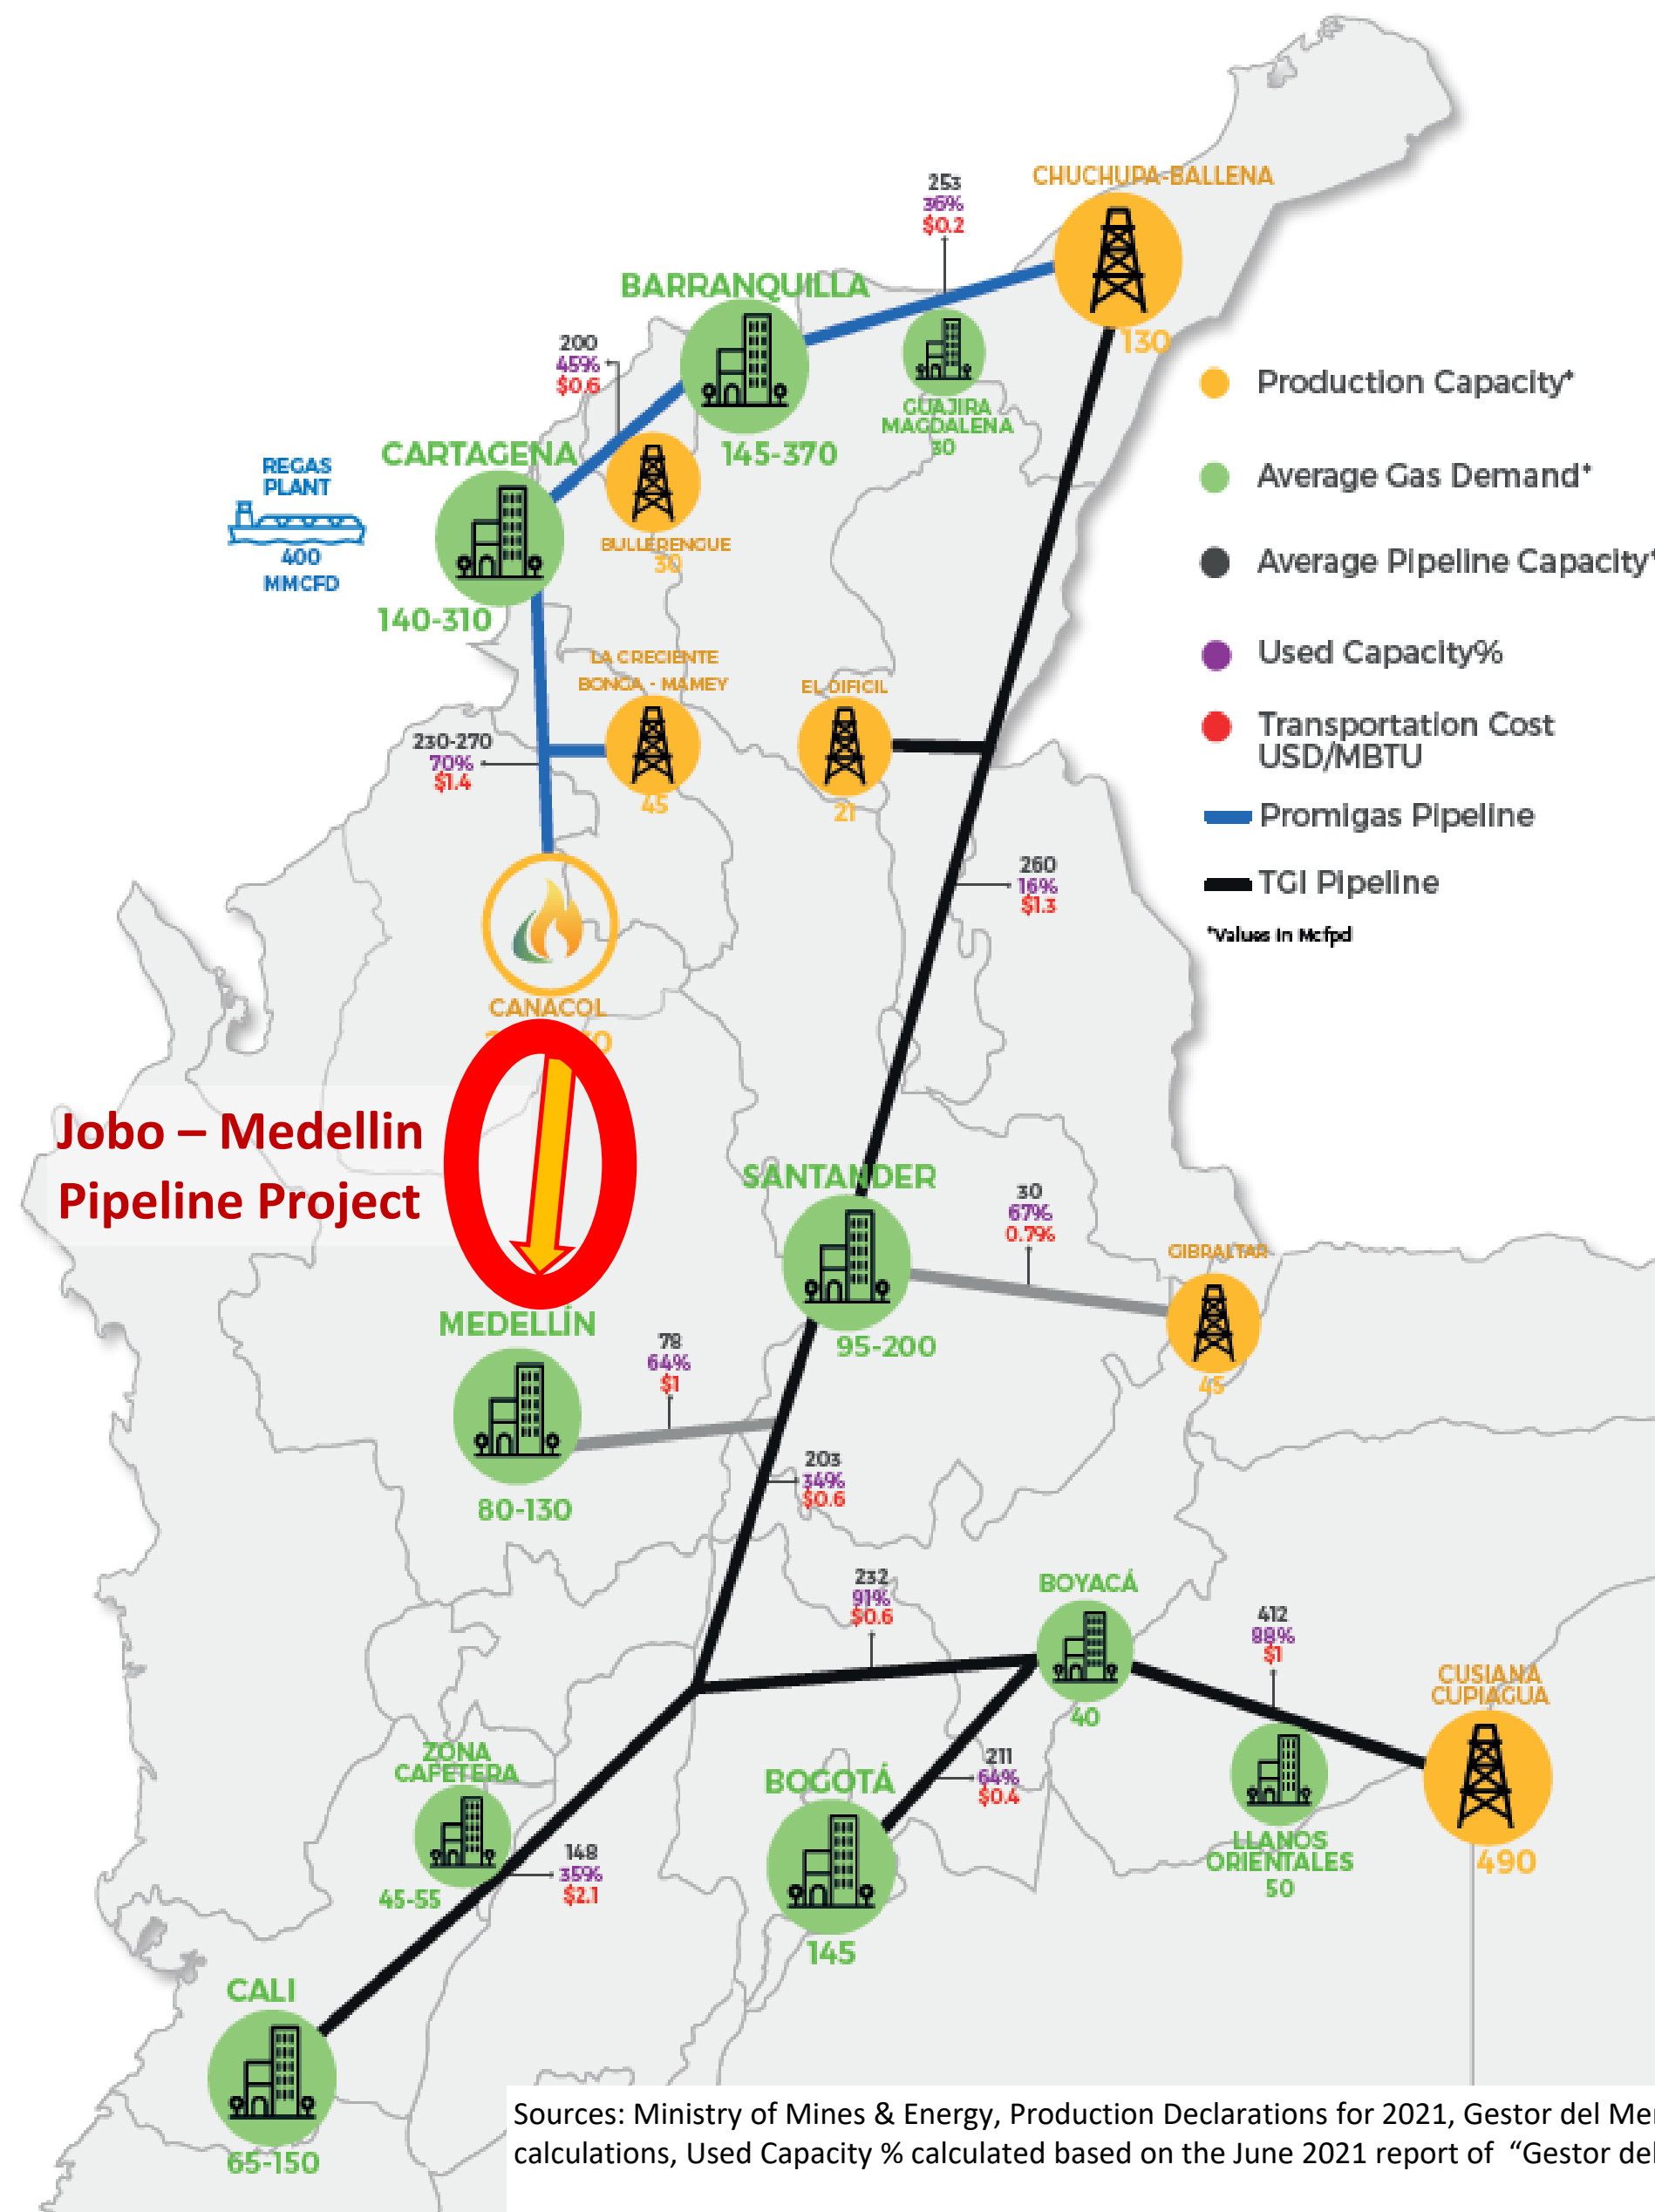 CHUCHUPA-BALLENA
130
253
36%
$0.2
BARRANQUILLA
145-370
GUAJIRA
MAGDALENA
30
200
45%
$0.6
CARTAGENA
140-310
REGAS
PLANT
400
MMCFD
BULLERENGUE
30
LA CRECIENTE
BONGA - MAMEY
45
EL DIFICIL
21
230-270
70%
$1.4
Production Capacity*
Average Gas Demand*
Average Pipeline Capacity*
Used Capacity%
Transportation Cost
USD/MBTU
Promigas Pipeline
TGI Pipeline
*Values In Mcfpd
260
16%
$1.3
CANACOL
Jobo – Medellin
Pipeline Project
SANTANDER
95-200
30
67%
0.79%
GIBRALTAR
45
MEDELLÍN
80-130
78
64%
$1
203
34%
$0.6
232
91%
$0.6
BOYACÁ
40
412
88%
$1
CUSIANA
CUPIAGUA
490
ZONA
CAFETERA
45-55
148
35%
$2.1
BOGOTÁ
145
211
64%
$0.4
LLANOS
ORIENTALES
50
CALI
65-150
Sources: Ministry of Mines & Energy, Production Declarations for 2021, Gestor del Mer
calculations, Used Capacity % calculated based on the June 2021 report of “Gestor del